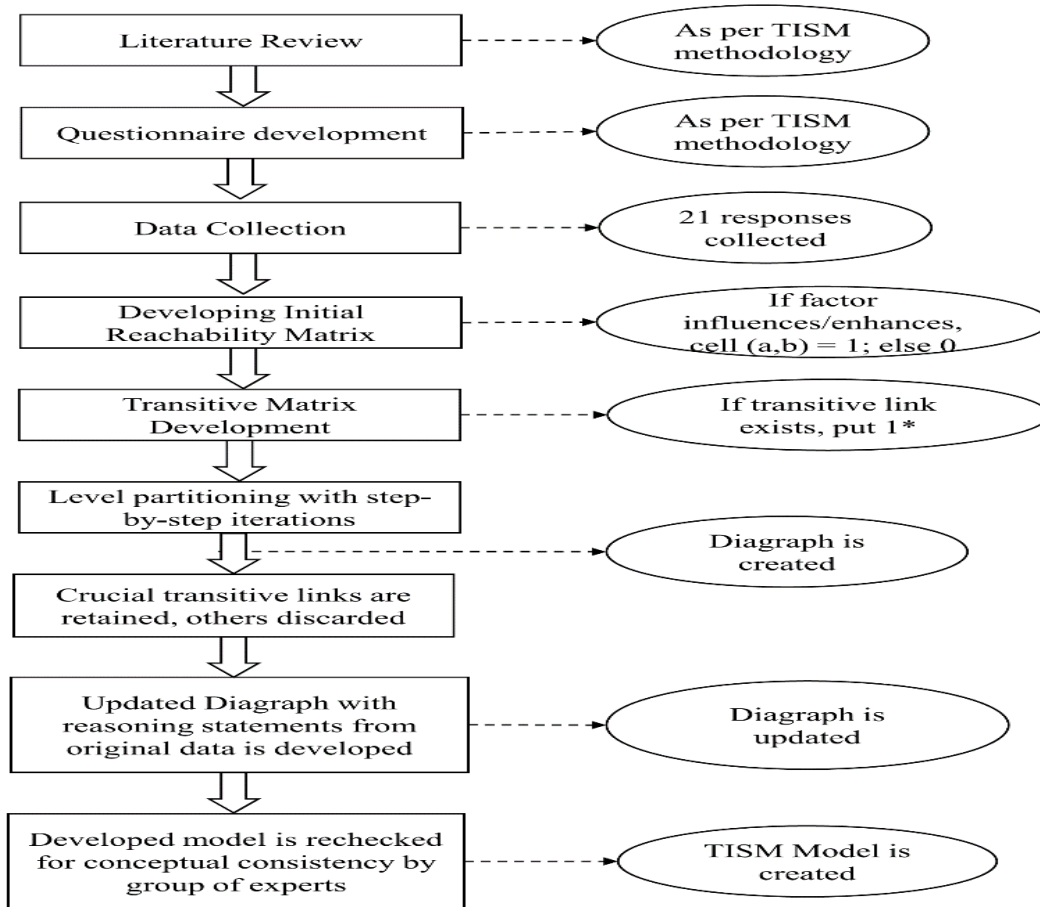 Literature Review
As per TISM
methodology
Questionnaire development
As per TISM
methodology
Data Collection
21 responses
collected
Developing Initial
Reachability Matrix
If factor
influences/enhances,
cell (a,b) = 1; else 0
Transitive Matrix
Development
If transitive link
exists, put 1*
Level partitioning with step-
by-step iterations
Diagraph is
created
Crucial transitive links are
retained, others discarded
Updated Diagraph with
reasoning statements from
original data is developed
Diagraph is
updated
Developed model is rechecked
for conceptual consistency by
group of experts
TISM Model is
created